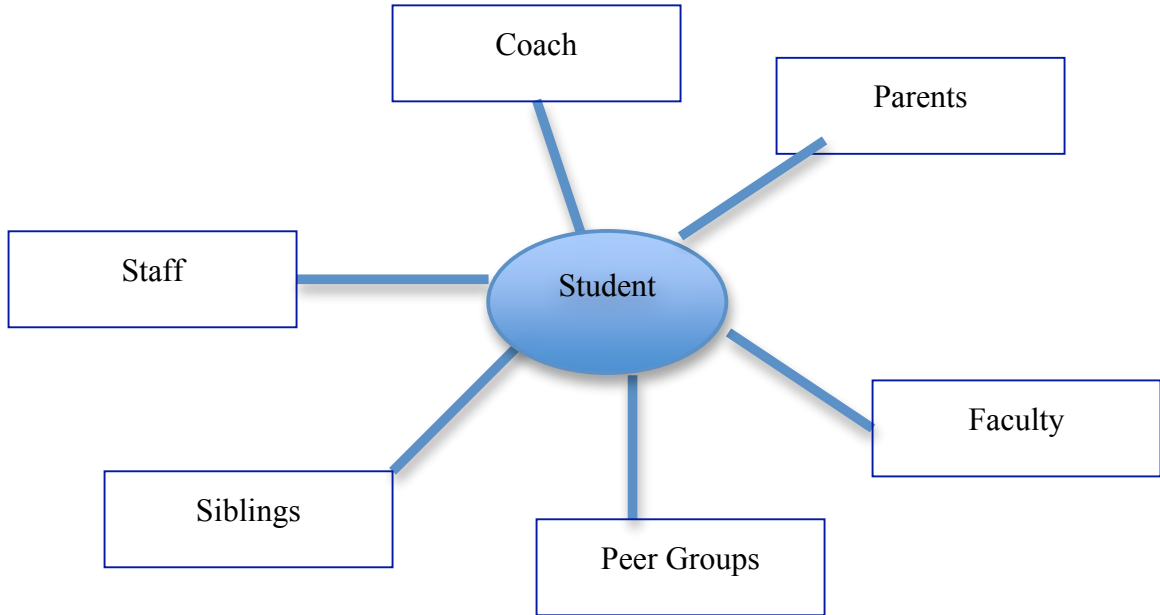 Coach
Parents
Staff
Student
Faculty
Siblings
Peer Groups